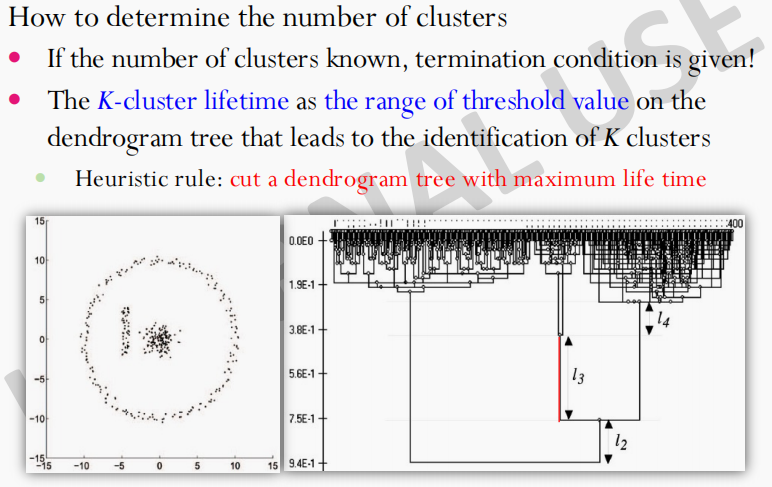 How to determine the number of clusters
If the number of clusters known, termination condition is given!
The K-cluster lifetime as the range of threshold value on the
dendrogram tree that leads to the identification of K clusters
Heuristic rule: cut a dendrogram tree with maximum life time
NAL USE
15
10
5
0
-5
-10
-15
-15 -10 -5 0 5 10 15
400
0.0E0
1.9E-1
3.8E-1
5.6E-1
7.5E-1
9.4E-1
l4
l3
l2